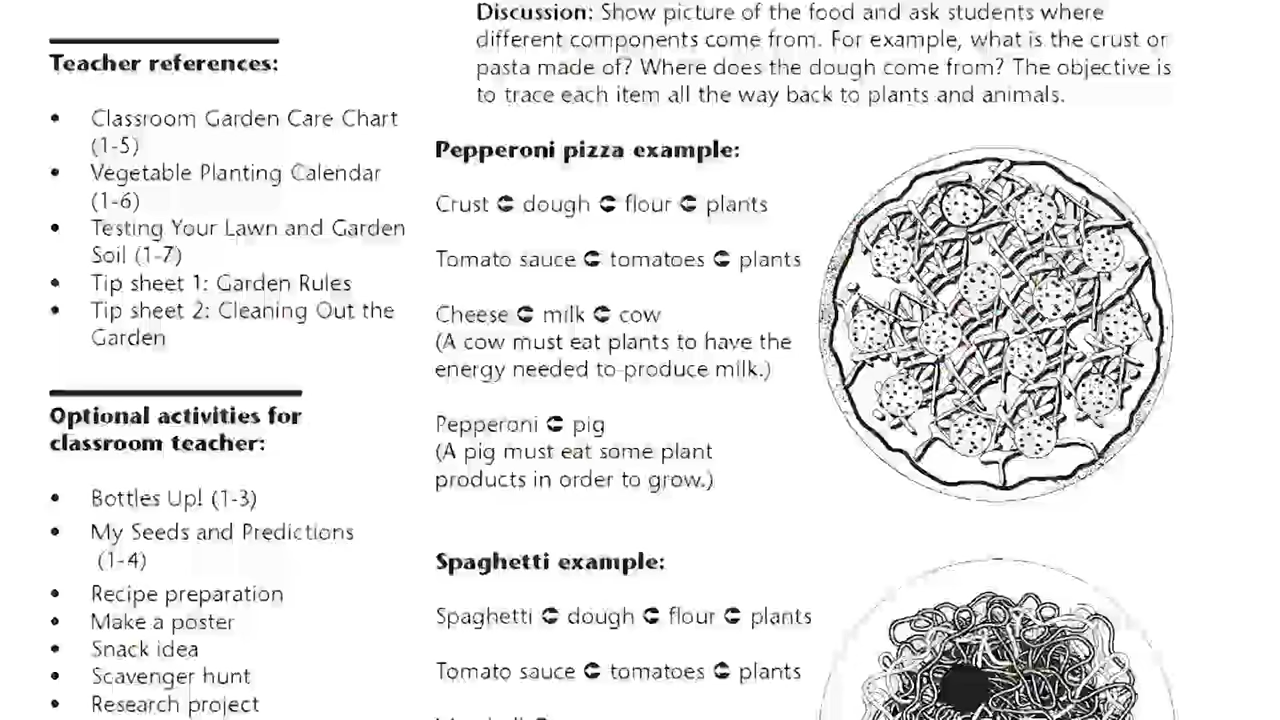 Teacher references:
• Classroom Garden Care Chart
(1-5)
• Vegetable Planting Calendar
(1-6)
• Testing Your Lawn and Garden
Soil (1-7)
• Tip sheet 1: Garden Rules
• Tip sheet 2: Cleaning Out the
Garden
Optional activities for
classroom teacher:
• Bottles Up! (1-3)
• My Seeds and Predictions
(1-4)
• Recipe preparation
• Make a poster
• Snack idea
• Scavenger hunt
• Research project
Discussion: Show picture of the food and ask students where
different components come from. For example, what is the crust or
pasta made of? Where does the dough come from? The objective is
to trace each item all the way back to plants and animals.
Pepperoni pizza example:
Crust ➲ dough ➲ flour ➲ plants
Tomato sauce ➲ tomatoes ➲ plants
Cheese ➲ milk ➲ cow
(A cow must eat plants to have the
energy needed to produce milk.)
Pepperoni ➲ pig
(A pig must eat some plant
products in order to grow.)
Spaghetti example:
Spaghetti ➲ dough ➲ flour ➲ plants
Tomato sauce ➲ tomatoes ➲ plants